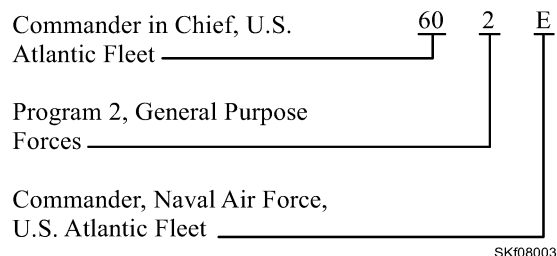 60 2 E
Commander in Chief, U.S.
Atlantic Fleet
Program 2, General Purpose
Forces
Commander, Naval Air Force,
U.S. Atlantic Fleet
SKf08003